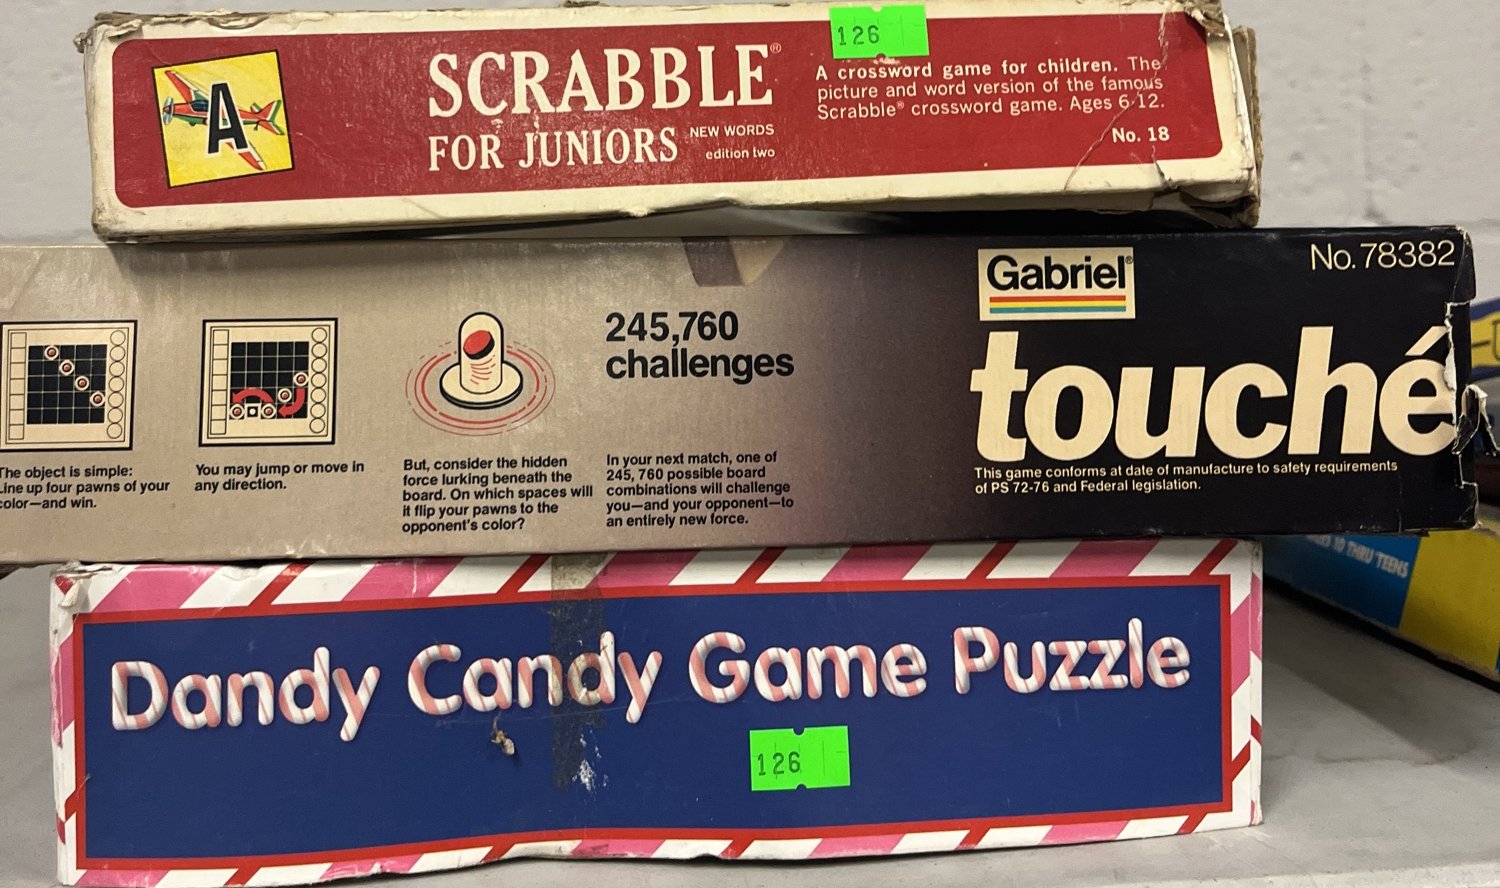 126
A
SCRABBLE®
FOR JUNIORS
NEW WORDS
edition two
A crossword game for children. The
picture and word version of the famous
Scrabble® crossword game. Ages 6-12.
No. 18
The object is simple:
Line up four pawns of your
color—and win.
You may jump or move in
any direction.
But, consider the hidden
force lurking beneath the
board. On which spaces will
it flip your pawns to the
opponent's color?
245,760
challenges
In your next match, one of
245, 760 possible board
combinations will challenge
you—and your opponent—to
an entirely new force.
Gabriel®
No. 78382
touché
This game conforms at date of manufacture to safety requirements
of PS 72-76 and Federal legislation.
10 THRU TEENS
Dandy Candy Game Puzzle
126